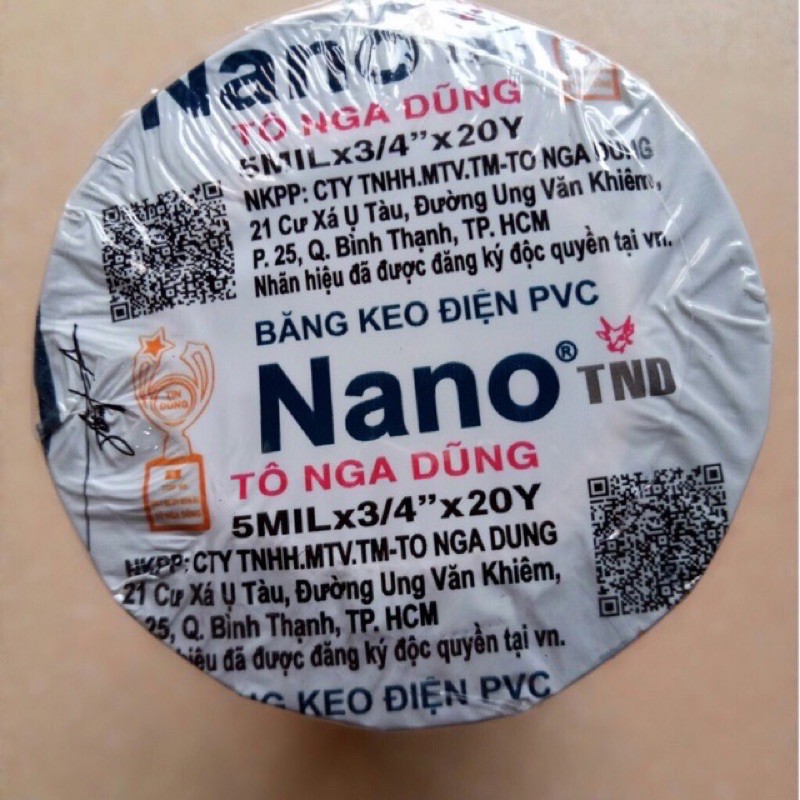 Nano
TÔ NGA DŨNG
5MILx3/4”x20Y
NKPP: CTY TNHH.MTV.TM-TO NGA DUNG
21 Cư Xá Ụ Tàu, Đường Ung Văn Khiêm,
P. 25, Q. Bình Thạnh, TP. HCM
Nhãn hiệu đã được đăng ký độc quyền tại vn.
BĂNG KEO ĐIỆN PVC
Nano® TND
TIN DÙNG
TÔ NGA DŨNG
5MILx3/4”x20Y
NKPP: CTY TNHH.MTV.TM-TO NGA DUNG
21 Cư Xá Ụ Tàu, Đường Ung Văn Khiêm,
25, Q. Bình Thạnh, TP. HCM
hiệu đã được đăng ký độc quyền tại vn.
KEO ĐIỆN PVC